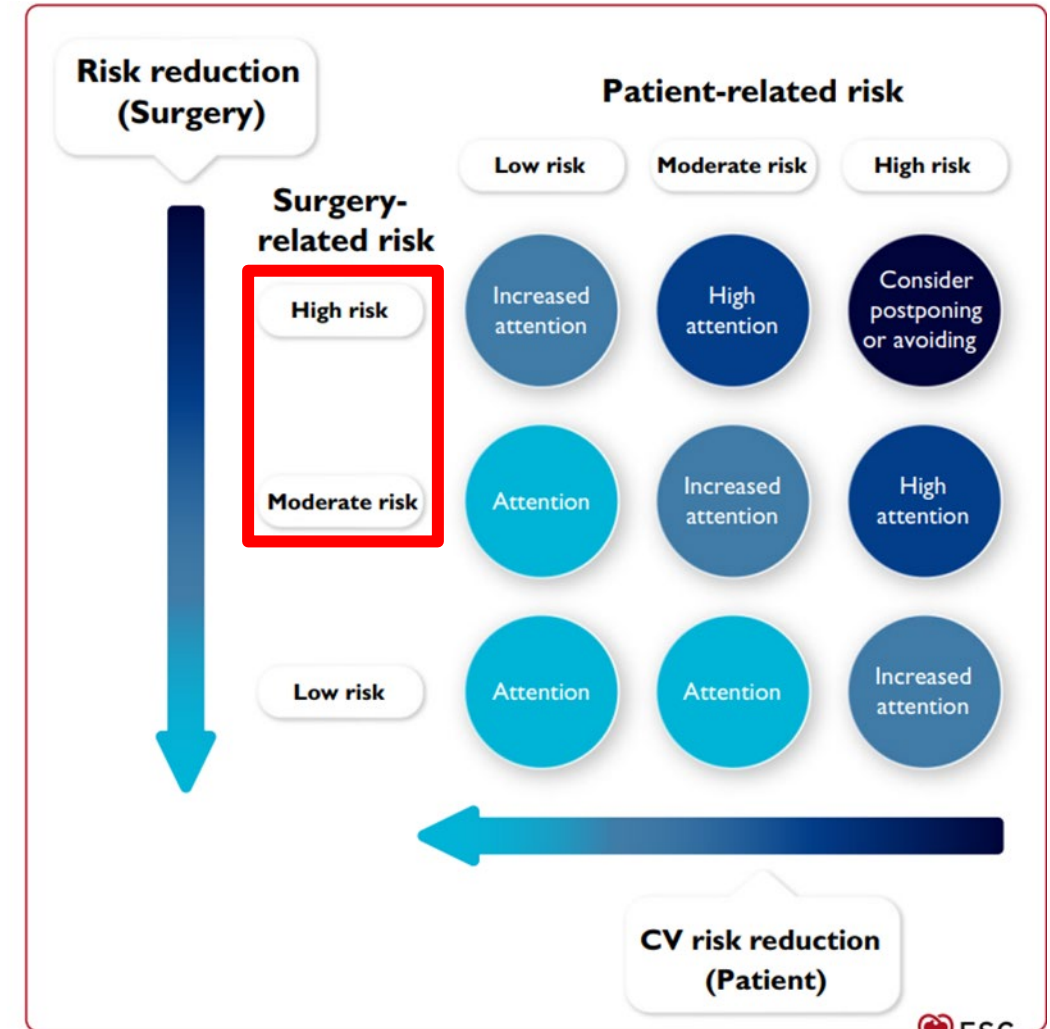 Risk reduction
(Surgery)
Patient-related risk
Low risk
Moderate risk
High risk
Surgery-
related risk
High risk
Increased
attention
High
attention
Consider
postponing
or avoiding
Moderate risk
Attention
Increased
attention
High
attention
Low risk
Attention
Attention
Increased
attention
CV risk reduction
(Patient)
ESC